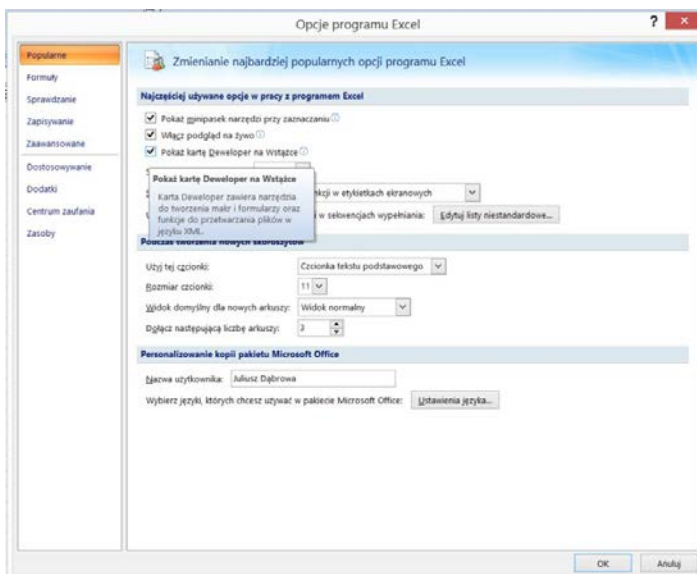 Opcje programu Excel
?
Popularne
Formuły
Sprawdzanie
Zapisywanie
Zaawansowane
Dostosowywanie
Dodatki
Centrum zaufania
Zasoby
Zmienianie najbardziej popularnych opcji programu Excel
Najczęściej używane opcje w pracy z programem Excel
Pokaż minipasek narzędzi przy zaznaczaniu
Włącz podgląd na żywo
Pokaż kartę Deweloper na Wstążce
Pokaż kartę Deweloper na Wstążce
Karta Deweloper zawiera narzędzia
do tworzenia makr i formularzy oraz
funkcje do przetwarzania plików w
języku XML.
w etykietach ekranowych
w sekwencjach wypełniania: Edytuj listy niestandardowe...
Podczas tworzenia nowych skoroszytów
Użyj tej czcionki: Czcionka tekstu podstawowego
Rozmiar czcionki: 11
Widok domyślny dla nowych arkuszy: Widok normalny
Dołącz następującą liczbę arkuszy: 3
Personalizowanie kopii pakietu Microsoft Office
Nazwa użytkownika: Juliusz Dąbrowa
Wybierz języki, których chcesz używać w pakiecie Microsoft Office: Ustawienia języka...
OK
Anuluj